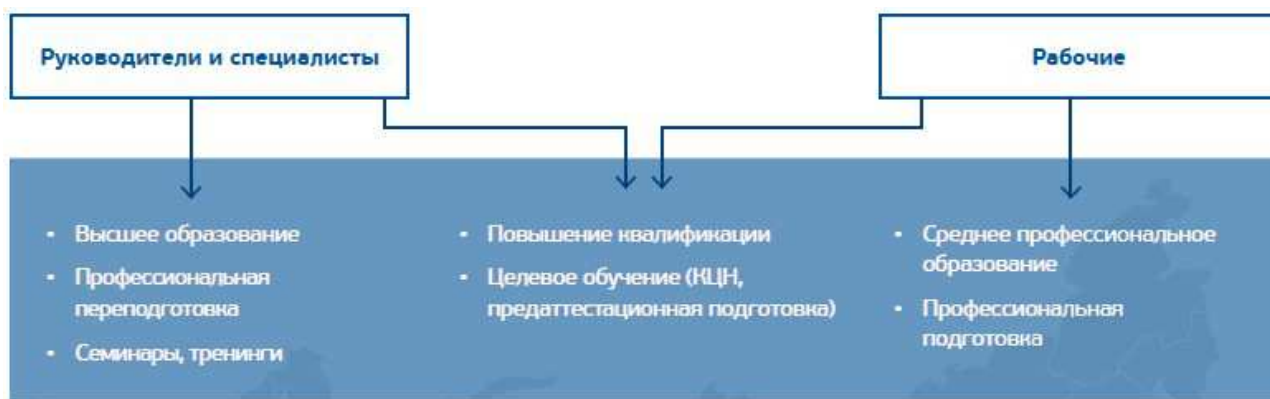 Руководители и специалисты
Рабочие
• Высшее образование
• Профессиональная
переподготовка
• Семинары, тренинги
• Повышение квалификации
• Целевое обучение (КЦН,
предаттестационная подготовка)
• Среднее профессиональное
образование
• Профессиональная
подготовка